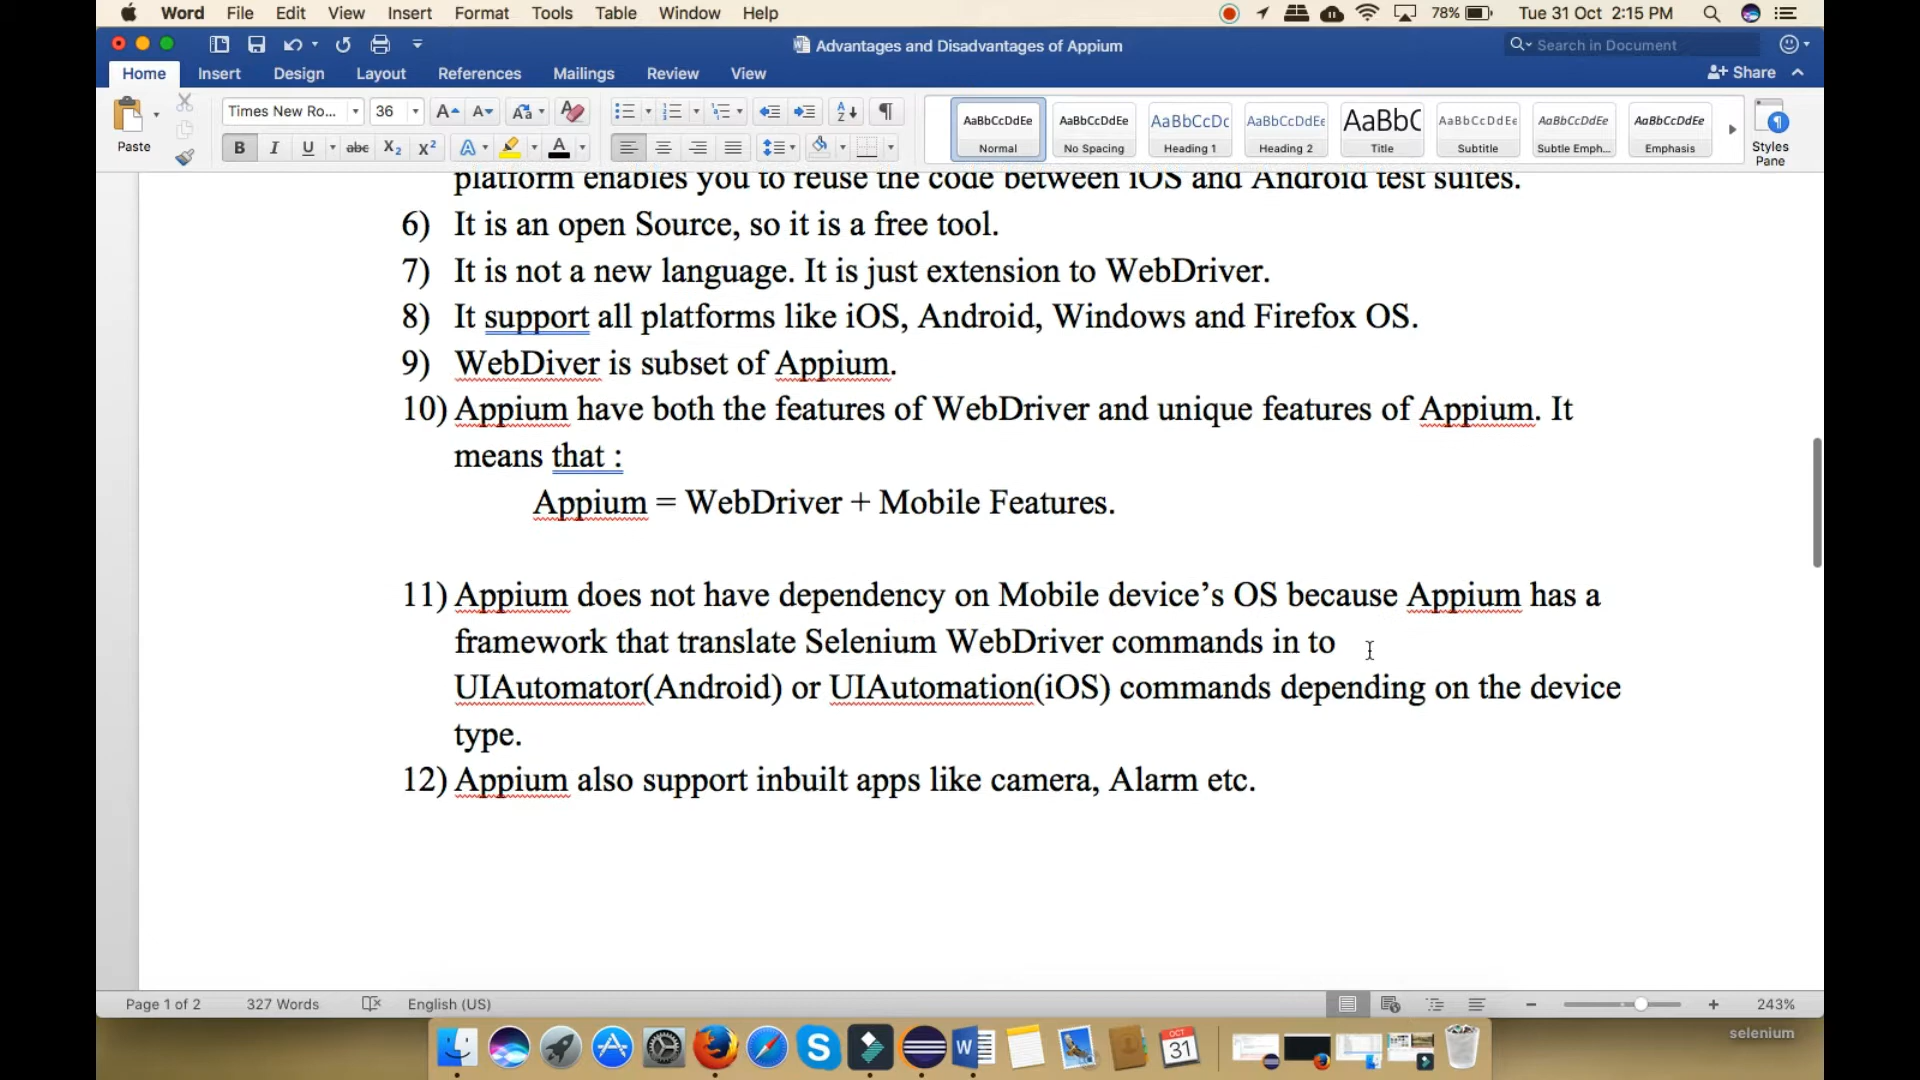 Word File Edit View Insert Format Tools Table Window Help 78% Tue 31 Oct 2:15 PM
Advantages and Disadvantages of Appium Search in Document
Home Insert Design Layout References Mailings Review View Share
Times New Ro... 36
AaBbCcDdEe AaBbCcDdEe AaBbCcDc AaBbCcDdEe AaBbC AaBbCcDdEe AaBbCcDdEe AaBbCcDdEe
Paste Normal No Spacing Heading 1 Heading 2 Title Subtitle Subtle Emph... Emphasis Styles Pane
platform enables you to reuse the code between iOS and Android test suites.
6) It is an open Source, so it is a free tool.
7) It is not a new language. It is just extension to WebDriver.
8) It support all platforms like iOS, Android, Windows and Firefox OS.
9) WebDiver is subset of Appium.
10) Appium have both the features of WebDriver and unique features of Appium. It
means that :
Appium = WebDriver + Mobile Features.
11) Appium does not have dependency on Mobile device’s OS because Appium has a
framework that translate Selenium WebDriver commands in to
UIAutomator(Android) or UIAutomation(iOS) commands depending on the device
type.
12) Appium also support inbuilt apps like camera, Alarm etc.
Page 1 of 2 327 Words English (US) 243%
OCT
31
selenium